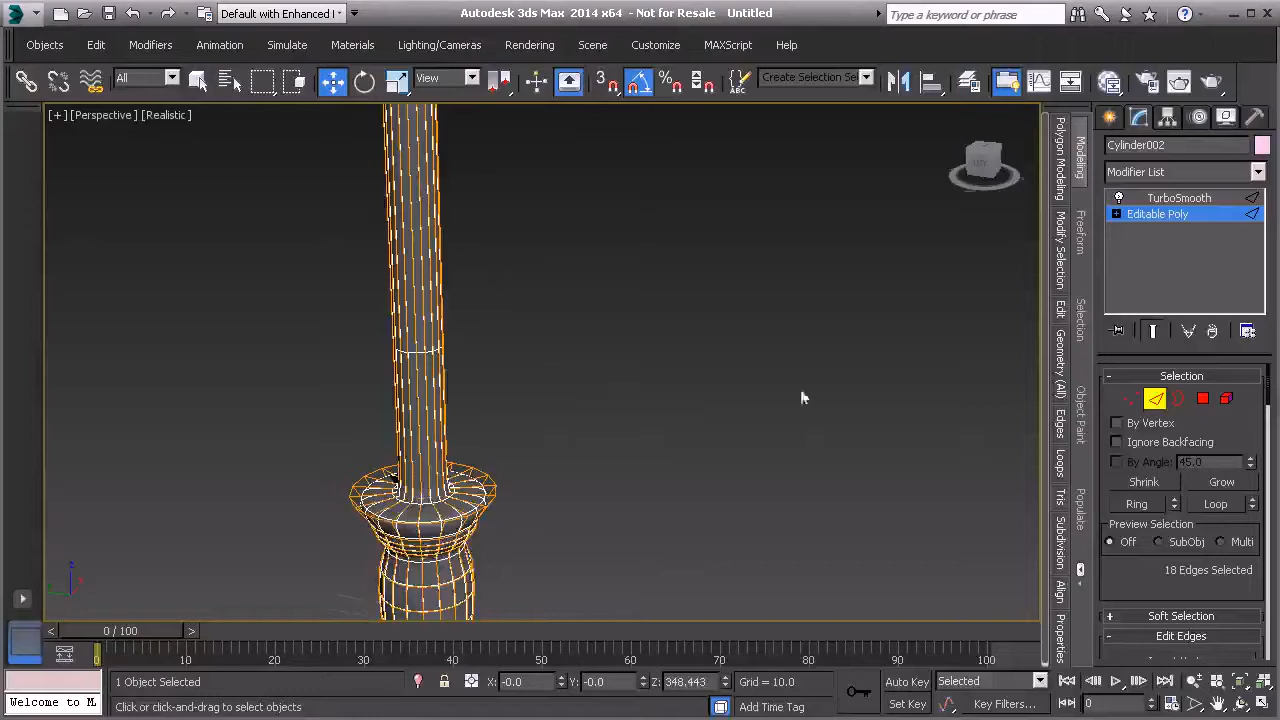 Default with Enhanced
Autodesk 3ds Max 2014 x64 - Not for Resale Untitled
Type a keyword or phrase
Objects Edit Modifiers Animation Simulate Materials Lighting/Cameras Rendering Scene Customize MAXScript Help
All
View
3
%
ABC
Create Selection Se
[+] [Perspective ] [Realistic ]
Polygon Modeling
Modify Selection
Edit
Geometry (All)
Edges
Loops
Tris
Subdivision
Align
Properties
Modeling
Freeform
Selection
Object Paint
Populate
Cylinder002
Modifier List
TurboSmooth
Editable Poly
Selection
By Vertex
Ignore Backfacing
By Angle: 45.0
Shrink Grow
Ring Loop
Preview Selection
Off SubObj Multi
18 Edges Selected
Soft Selection
Edit Edges
0 / 100
10 20 30 40 50 60 70 80 90 100
1 Object Selected
X: -0.0 Y: -0.0 Z: 348.443 Grid = 10.0
Auto Key Selected
Welcome to M
Click or click-and-drag to select objects
Add Time Tag
Set Key Key Filters... 0